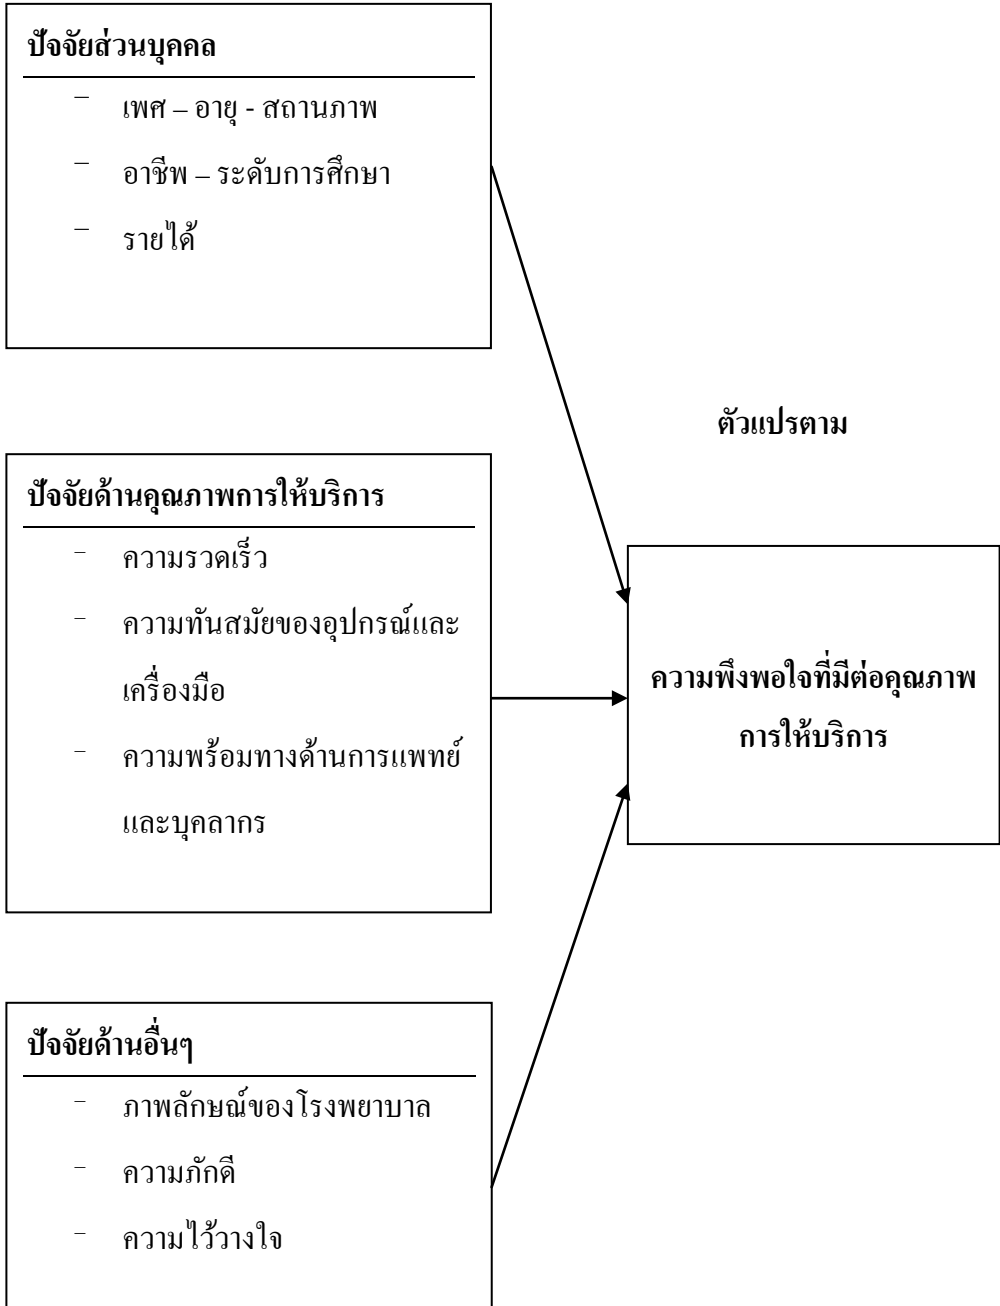 ปัจจัยส่วนบุคคล
– เพศ – อายุ - สถานภาพ
– อาชีพ – ระดับการศึกษา
– รายได้
ปัจจัยด้านคุณภาพการให้บริการ
– ความรวดเร็ว
– ความทันสมัยของอุปกรณ์และ
เครื่องมือ
– ความพร้อมทางด้านการแพทย์
และบุคลากร
ปัจจัยด้านอื่นๆ
– ภาพลักษณ์ของโรงพยาบาล
– ความภักดี
– ความไว้วางใจ
ตัวแปรตาม
ความพึงพอใจที่มีต่อคุณภาพ
การให้บริการ